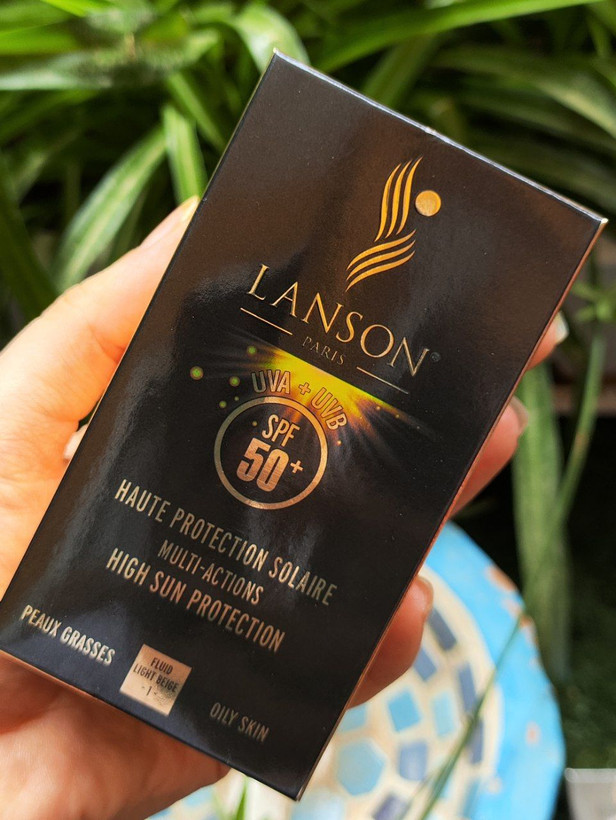 LANSON®
PARIS
UVA + UVB
SPF
50+
HAUTE PROTECTION SOLAIRE
MULTI-ACTIONS
HIGH SUN PROTECTION
PEAUX GRASSES
FLUID
LIGHT BEIGE
- 1 -
OILY SKIN